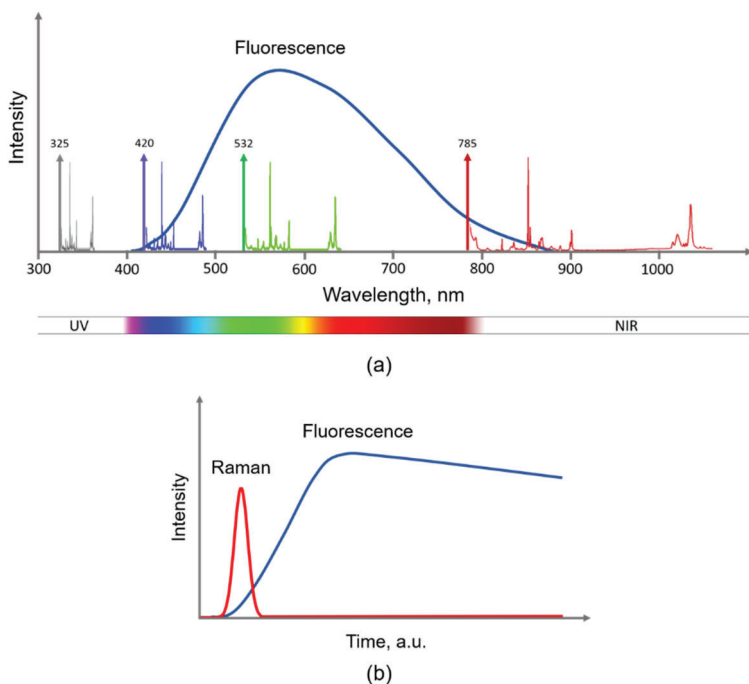 Fluorescence
325
420
532
785
Intensity
300 400 500 600 700 800 900 1000
Wavelength, nm
UV NIR
(a)
Fluorescence
Raman
Intensity
Time, a.u.
(b)